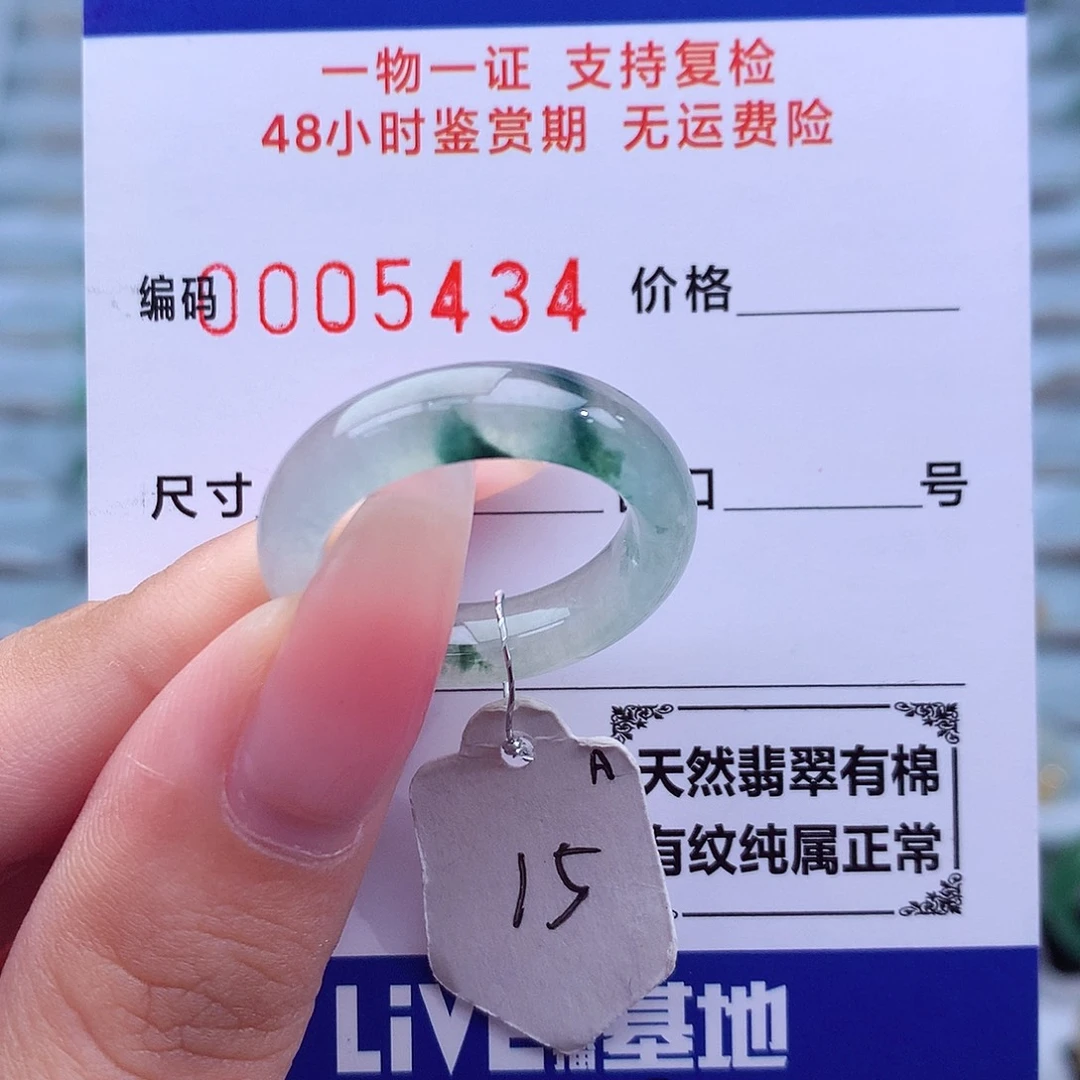 一物一证 支持复检
48小时鉴赏期 无运费险
编码0005434 价格
尺寸 口 号
A 天然翡翠有棉
15 有纹纯属正常
LiVE 播基地